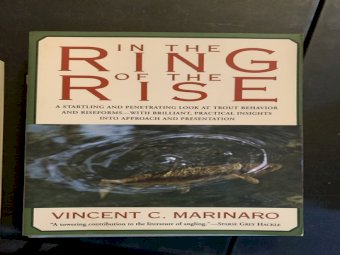 IN THE
RING
OF THE
RISE
A STARTLING AND PENETRATING LOOK AT TROUT BEHAVIOR
AND RISEFORMS—WITH BRILLIANT, PRACTICAL INSIGHTS
INTO APPROACH AND PRESENTATION
VINCENT C. MARINARO
"A towering contribution to the literature of angling."—SPARSE GREY HACKLE